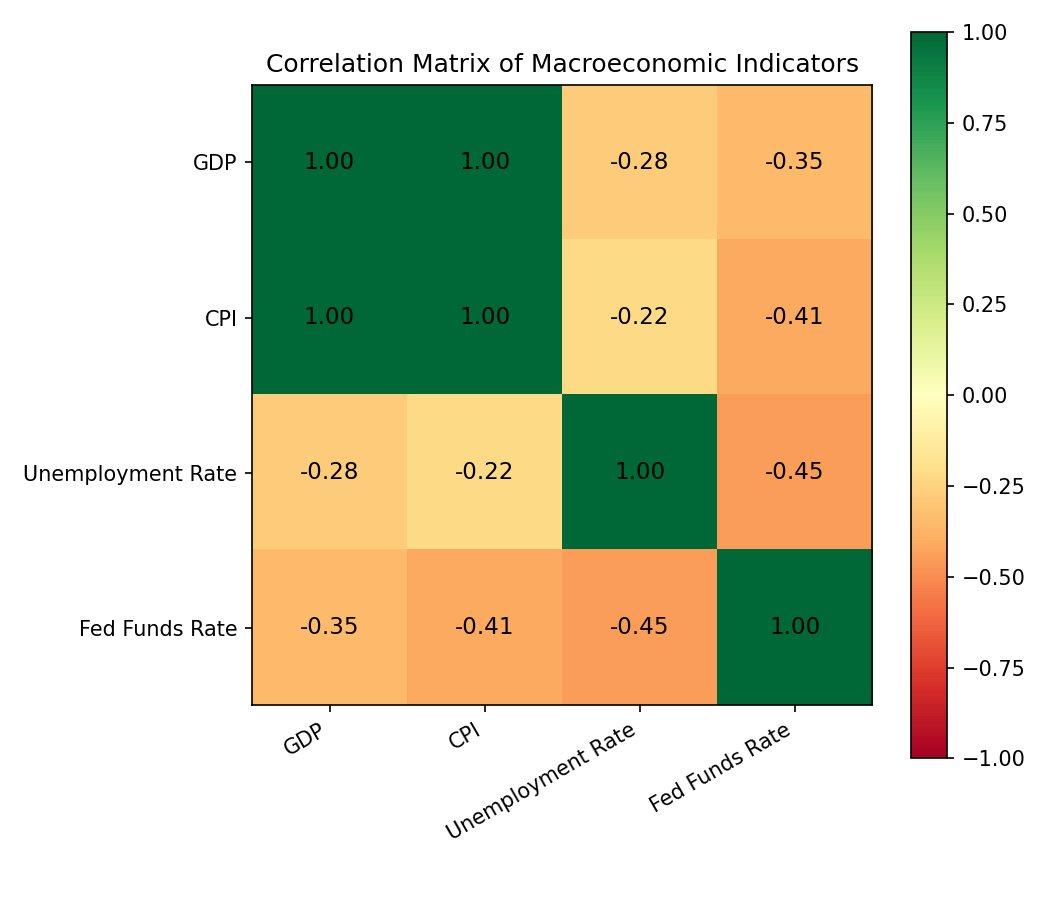 Correlation Matrix of Macroeconomic Indicators
GDP 1.00 1.00 -0.28 -0.35
CPI 1.00 1.00 -0.22 -0.41
Unemployment Rate -0.28 -0.22 1.00 -0.45
Fed Funds Rate -0.35 -0.41 -0.45 1.00
GDP CPI Unemployment Rate Fed Funds Rate
1.00
0.75
0.50
0.25
0.00
−0.25
−0.50
−0.75
−1.00